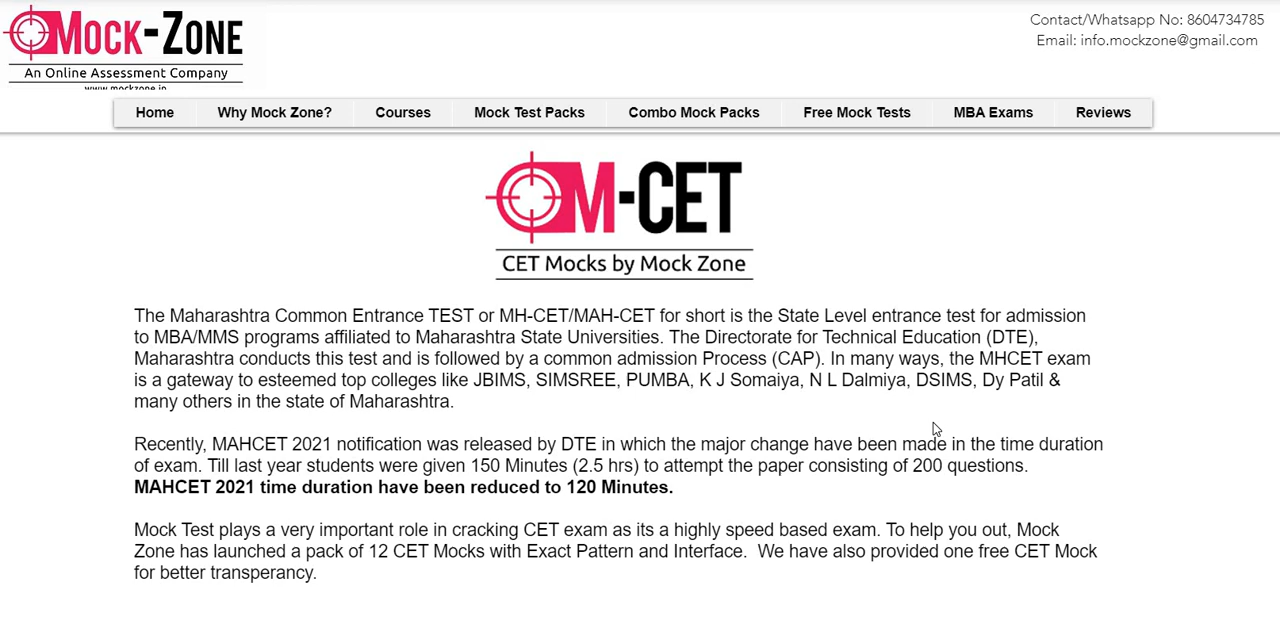 MOCK-ZONE
An Online Assessment Company
www.mockzone.in
Contact/Whatsapp No: 8604734785
Email: info.mockzone@gmail.com
Home Why Mock Zone? Courses Mock Test Packs Combo Mock Packs Free Mock Tests MBA Exams Reviews
M-CET
CET Mocks by Mock Zone
The Maharashtra Common Entrance TEST or MH-CET/MAH-CET for short is the State Level entrance test for admission
to MBA/MMS programs affiliated to Maharashtra State Universities. The Directorate for Technical Education (DTE),
Maharashtra conducts this test and is followed by a common admission Process (CAP). In many ways, the MHCET exam
is a gateway to esteemed top colleges like JBIMS, SIMSREE, PUMBA, K J Somaiya, N L Dalmiya, DSIMS, Dy Patil &
many others in the state of Maharashtra.
Recently, MAHCET 2021 notification was released by DTE in which the major change have been made in the time duration
of exam. Till last year students were given 150 Minutes (2.5 hrs) to attempt the paper consisting of 200 questions.
MAHCET 2021 time duration have been reduced to 120 Minutes.
Mock Test plays a very important role in cracking CET exam as its a highly speed based exam. To help you out, Mock
Zone has launched a pack of 12 CET Mocks with Exact Pattern and Interface.  We have also provided one free CET Mock
for better transperancy.